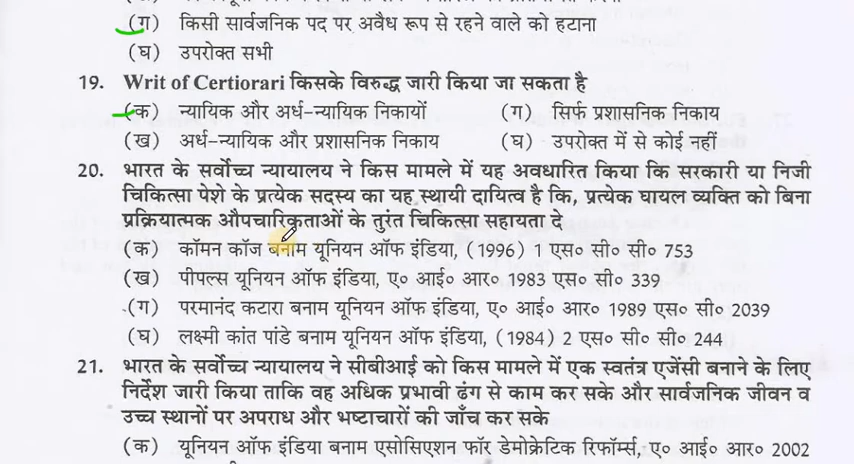 (ग) किसी सार्वजनिक पद पर अवैध रूप से रहने वाले को हटाना
(घ) उपरोक्त सभी
19. Writ of Certiorari किसके विरुद्ध जारी किया जा सकता है
(क) न्यायिक और अर्ध-न्यायिक निकायों (ग) सिर्फ प्रशासनिक निकाय
(ख) अर्ध-न्यायिक और प्रशासनिक निकाय (घ) उपरोक्त में से कोई नहीं
20. भारत के सर्वोच्च न्यायालय ने किस मामले में यह अवधारित किया कि सरकारी या निजी
चिकित्सा पेशे के प्रत्येक सदस्य का यह स्थायी दायित्व है कि, प्रत्येक घायल व्यक्ति को बिना
प्रक्रियात्मक औपचारिकताओं के तुरंत चिकित्सा सहायता दे
(क) कॉमन कॉज बनाम यूनियन ऑफ इंडिया, (1996) 1 एस० सी० सी० 753
(ख) पीपल्स यूनियन ऑफ इंडिया, ए० आई० आर० 1983 एस० सी० 339
(ग) परमानंद कटारा बनाम यूनियन ऑफ इंडिया, ए० आई० आर० 1989 एस० सी० 2039
(घ) लक्ष्मी कांत पांडे बनाम यूनियन ऑफ इंडिया, (1984) 2 एस० सी० सी० 244
21. भारत के सर्वोच्च न्यायालय ने सीबीआई को किस मामले में एक स्वतंत्र एजेंसी बनाने के लिए
निर्देश जारी किया ताकि वह अधिक प्रभावी ढंग से काम कर सके और सार्वजनिक जीवन व
उच्च स्थानों पर अपराध और भष्टाचारों की जाँच कर सके
(क) यूनियन ऑफ इंडिया बनाम एसोसिएशन फॉर डेमोक्रेटिक रिफॉर्म्स, ए० आई० आर० 2002